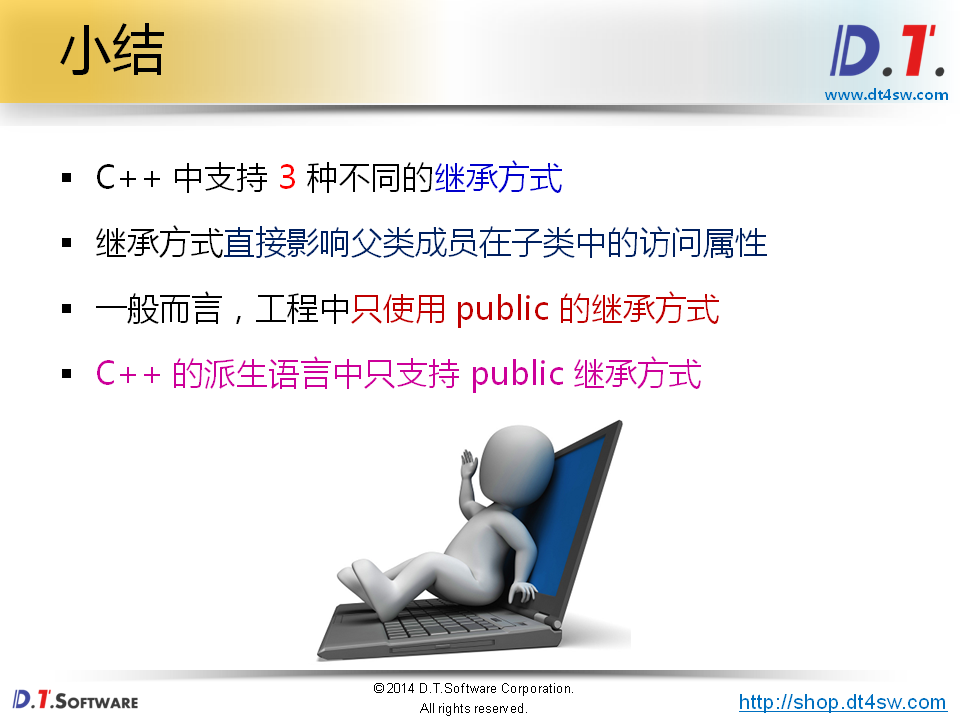 小结
D.T.
www.dt4sw.com
▪ C++ 中支持 3 种不同的继承方式
▪ 继承方式直接影响父类成员在子类中的访问属性
▪ 一般而言，工程中只使用 public 的继承方式
▪ C++ 的派生语言中只支持 public 继承方式
D.T.SOFTWARE
©2014 D.T.Software Corporation.
All rights reserved.
http://shop.dt4sw.com